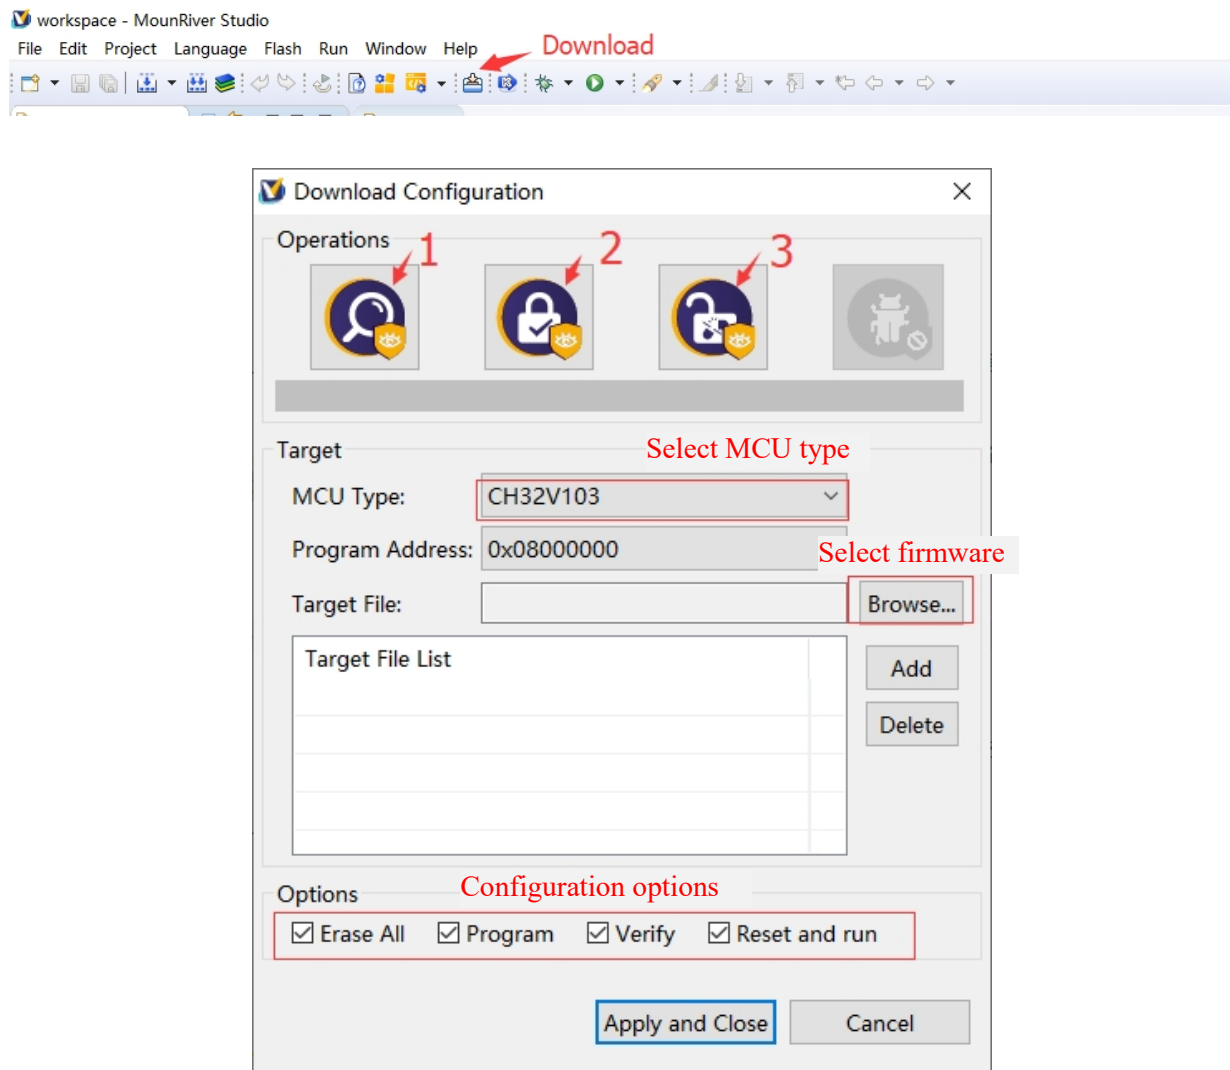 workspace - MounRiver Studio
File Edit Project Language Flash Run Window Help
Download
Download Configuration
Operations
1
2
3
Target
Select MCU type
MCU Type:
CH32V103
Program Address:
0x08000000
Select firmware
Target File:
Browse...
Target File List
Add
Delete
Options
Configuration options
Erase All
Program
Verify
Reset and run
Apply and Close
Cancel